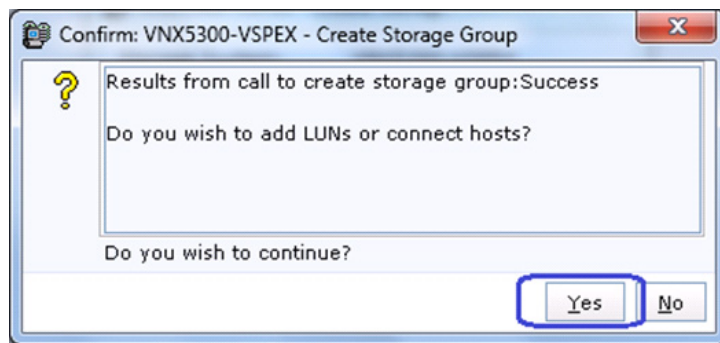 Confirm: VNX5300-VSPEX - Create Storage Group
Results from call to create storage group:Success
Do you wish to add LUNs or connect hosts?
Do you wish to continue?
Yes
No